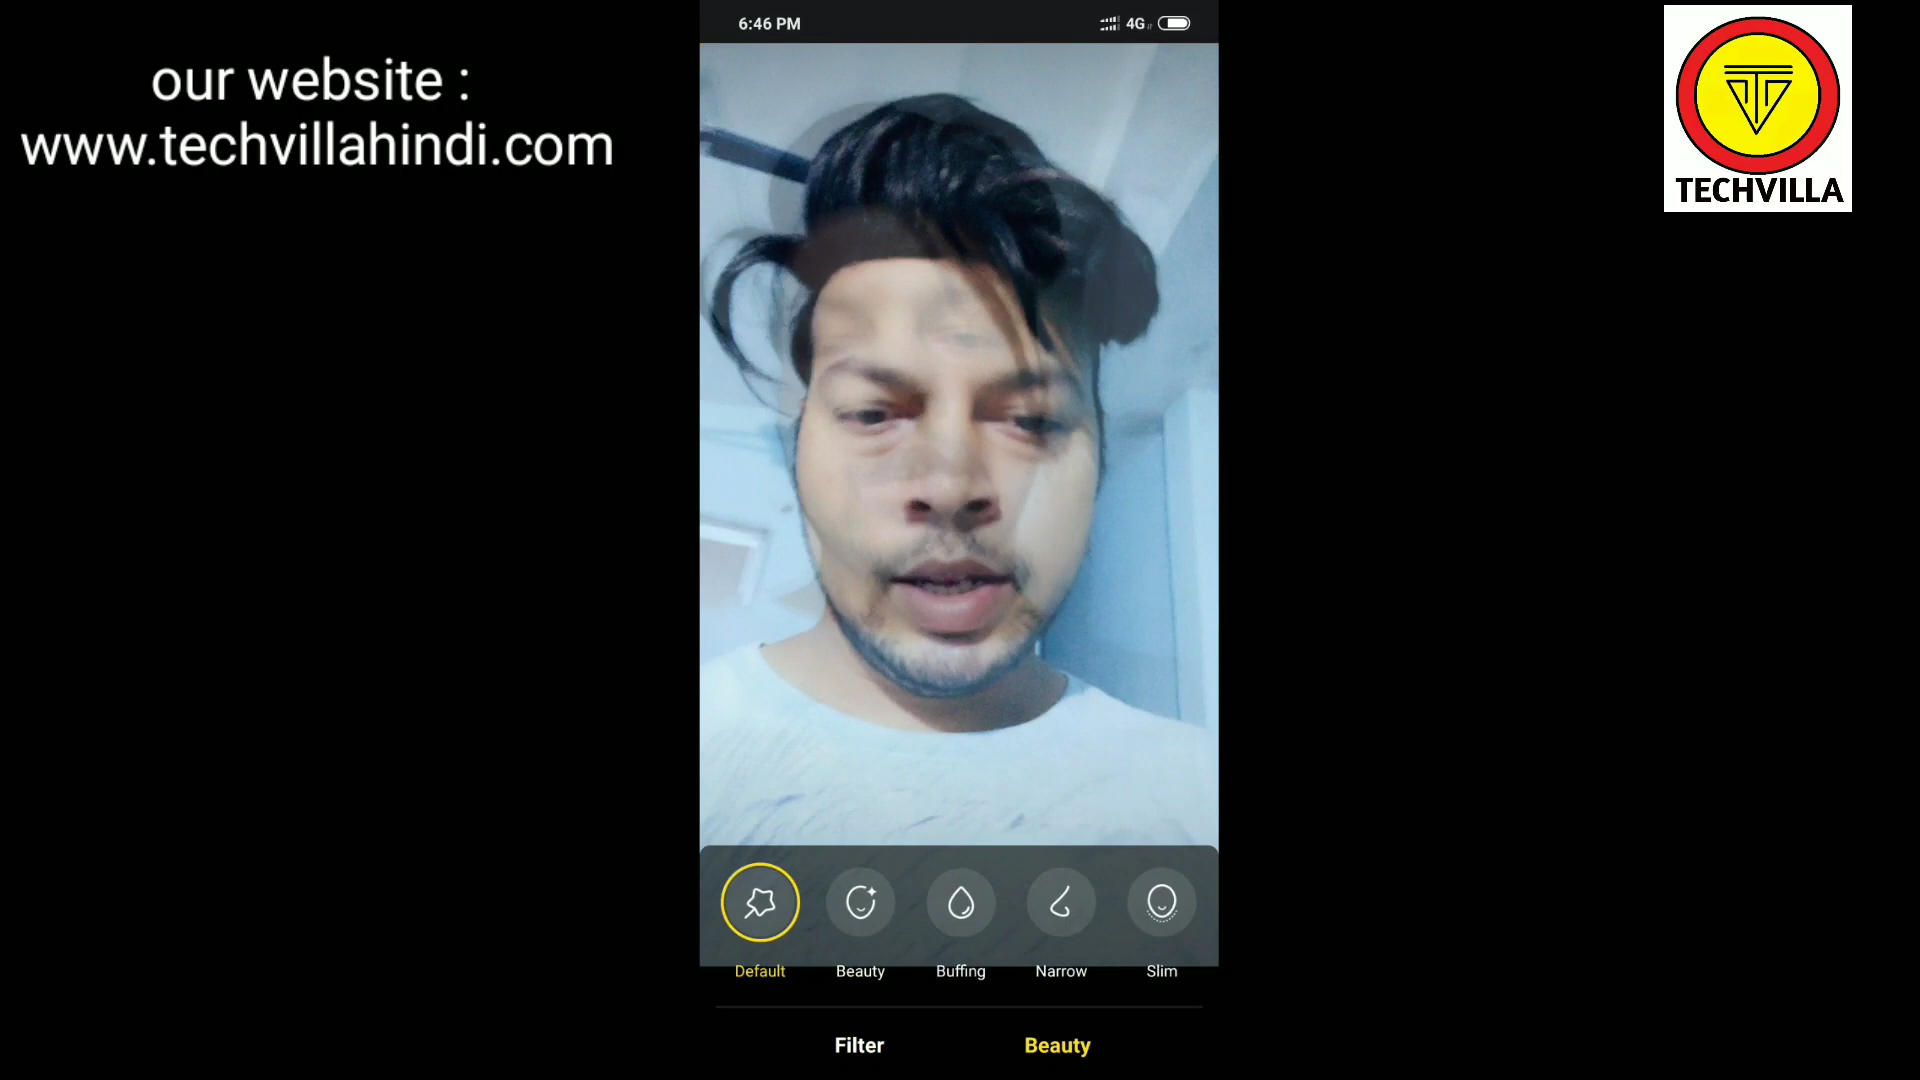 our website :
www.techvillahindi.com
6:46 PM
4G
TECHVILLA
Default
Beauty
Buffing
Narrow
Slim
Filter
Beauty